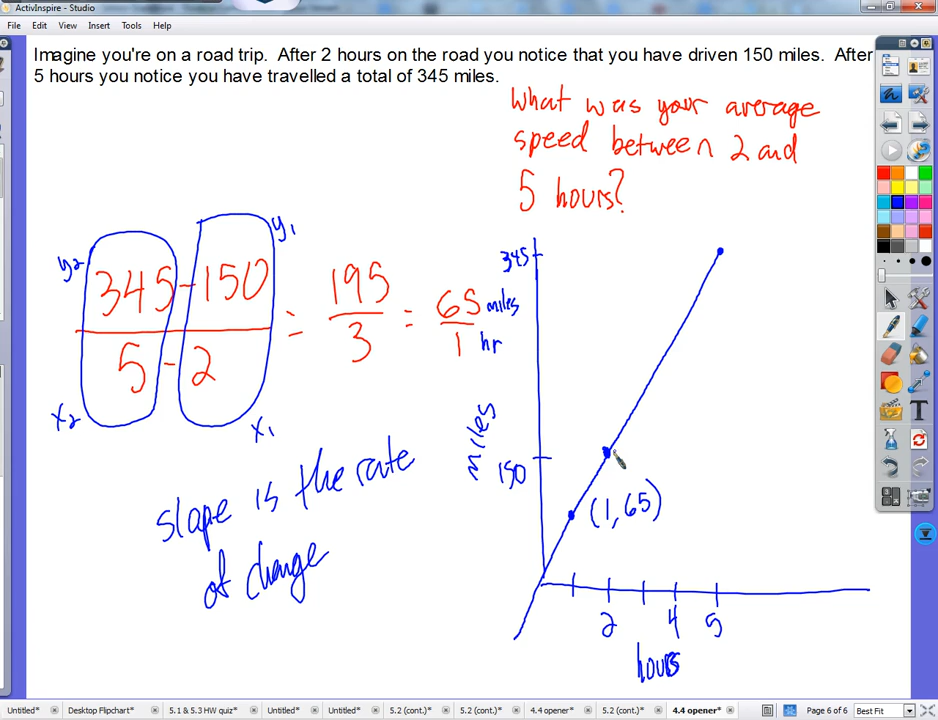 ActivInspire - Studio
File Edit View Insert Tools Help
Imagine you're on a road trip. After 2 hours on the road you notice that you have driven 150 miles. After
5 hours you notice you have travelled a total of 345 miles.
What was your average
speed between 2 and
5 hours?
y2 345 - 150 y1
x2 5 - 2 x1
= 195
3
= 65 miles
1 hr
slope is the rate
of change
345
miles
150
(1, 65)
2 4 5
hours
Untitled* Desktop Flipchart* 5.1 & 5.3 HW quiz* Untitled* Untitled* 5.2 (cont.)* 5.2 (cont.)* 4.4 opener* 5.2 (cont.)* 4.4 opener* Page 6 of 6 Best Fit